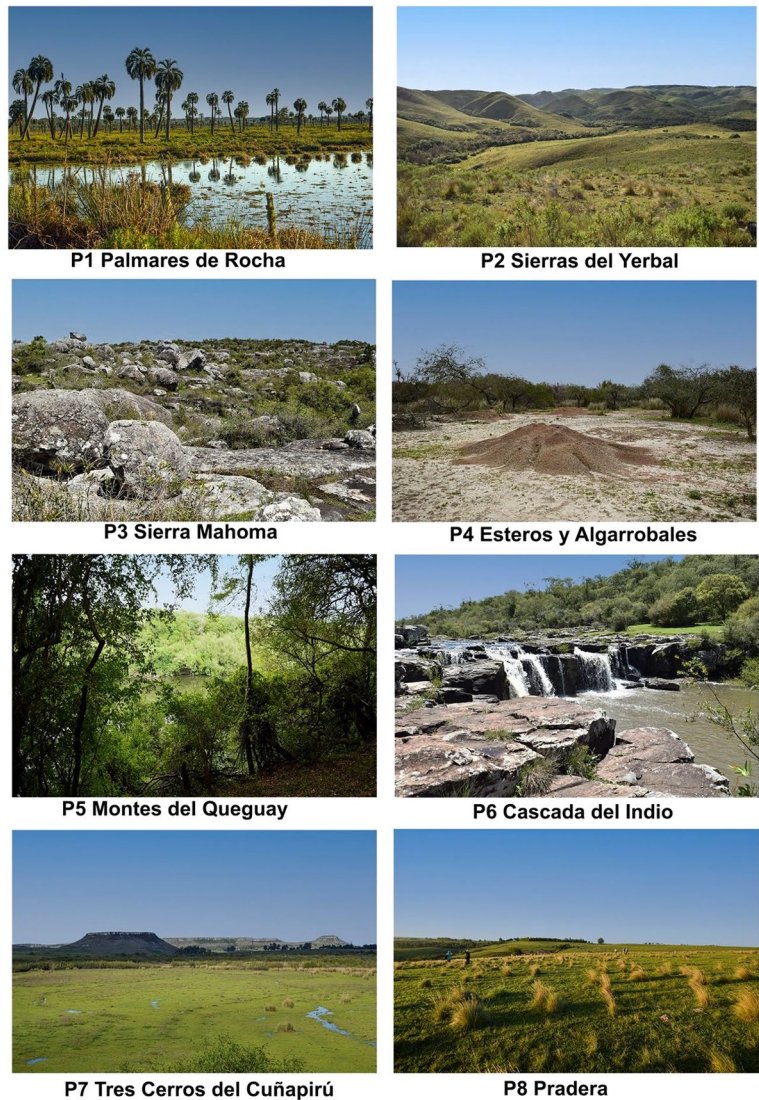 P1 Palmares de Rocha
P2 Sierras del Yerbal
P3 Sierra Mahoma
P4 Esteros y Algarrobales
P5 Montes del Queguay
P6 Cascada del Indio
P7 Tres Cerros del Cuñapirú
P8 Pradera